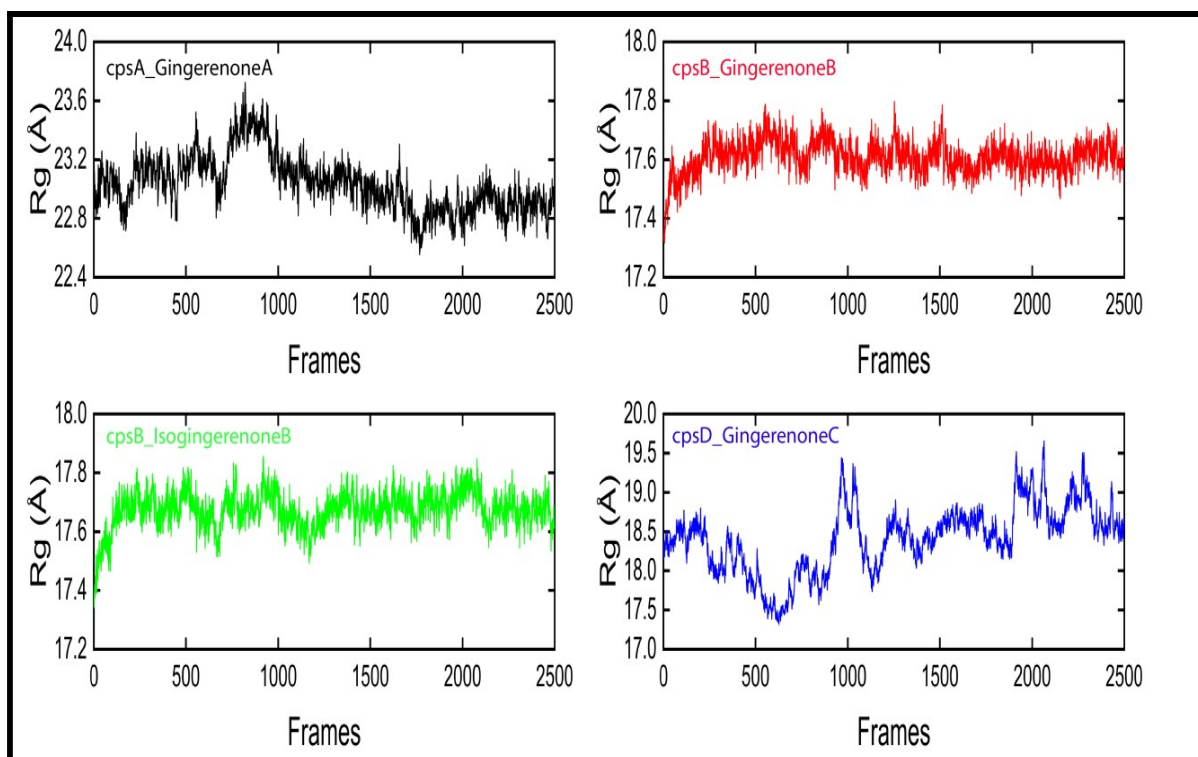 24.0
cpsA_GingerenoneA
23.6
23.2
22.8
22.4
Rg (Å)
0 500 1000 1500 2000 2500
Frames
18.0
cpsB_GingerenoneB
17.8
17.6
17.4
17.2
Rg (Å)
0 500 1000 1500 2000 2500
Frames
18.0
cpsB_IsogingerenoneB
17.8
17.6
17.4
17.2
Rg (Å)
0 500 1000 1500 2000 2500
Frames
20.0
cpsD_GingerenoneC
19.5
19.0
18.5
18.0
17.5
17.0
Rg (Å)
0 500 1000 1500 2000 2500
Frames